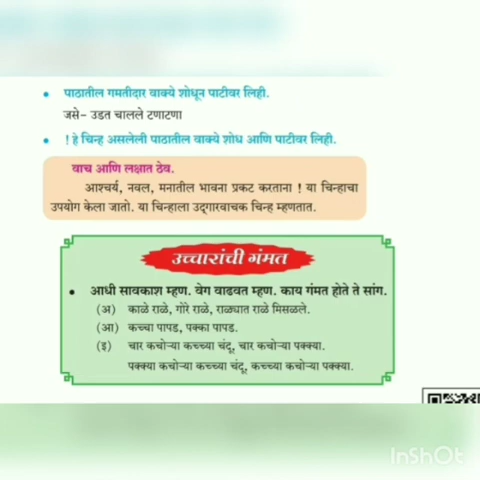 • पाठातील गमतीदार वाक्ये शोधून पाटीवर लिही.
जसे- उडत चालले टणाटणा
• ! हे चिन्ह असलेली पाठातील वाक्ये शोध आणि पाटीवर लिही.
वाच आणि लक्षात ठेव.
आश्चर्य, नवल, मनातील भावना प्रकट करताना ! या चिन्हाचा
उपयोग केला जातो. या चिन्हाला उद्‌गारवाचक चिन्ह म्हणतात.
उच्चारांची गंमत
• आधी सावकाश म्हण. वेग वाढवत म्हण. काय गंमत होते ते सांग.
(अ) काळे राळे, गोरे राळे, राळ्यात राळे मिसळले.
(आ) कच्चा पापड, पक्का पापड.
(इ) चार कचोऱ्या कच्च्या चंदू, चार कचोऱ्या पक्क्या.
पक्क्या कचोऱ्या कच्च्या चंदू, कच्च्या कचोऱ्या पक्क्या.
InShOt